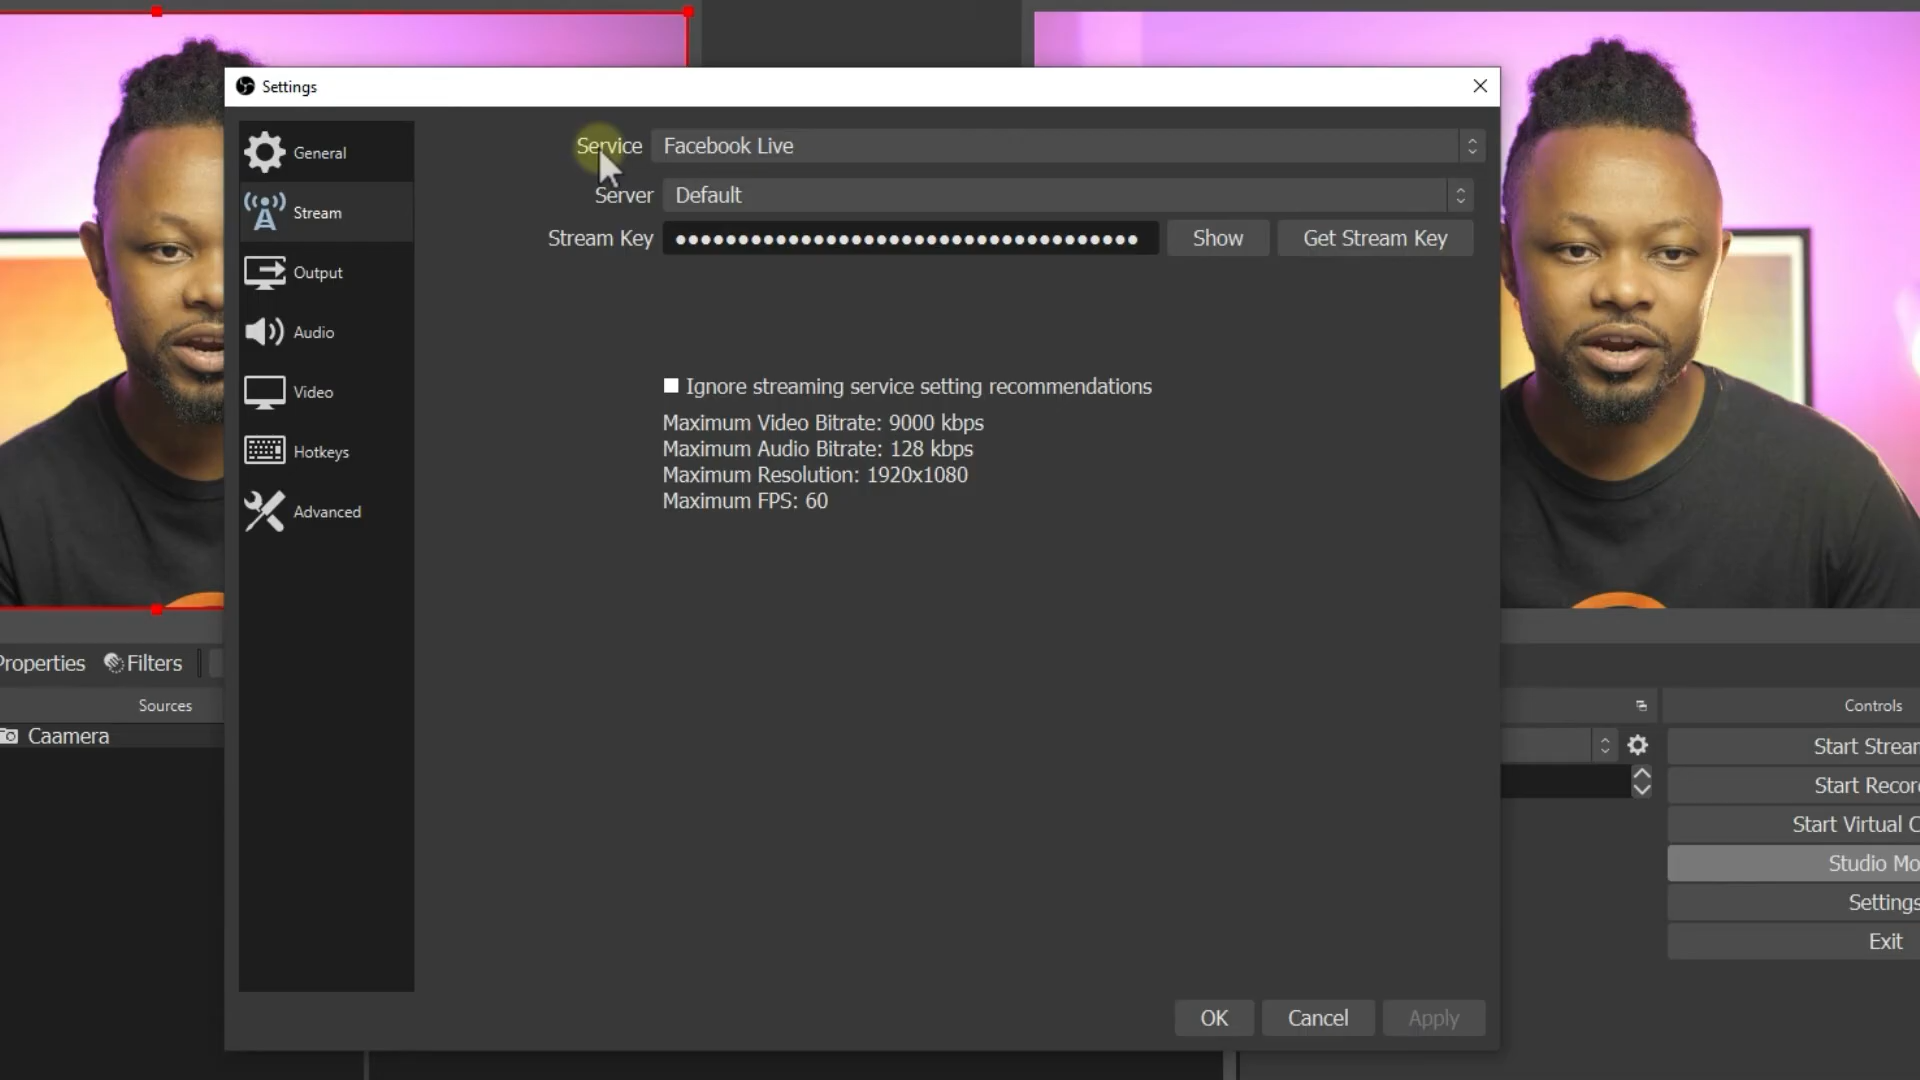 Settings
General
Stream
Output
Audio
Video
Hotkeys
Advanced
Service Facebook Live
Server Default
Stream Key Show Get Stream Key
Ignore streaming service setting recommendations
Maximum Video Bitrate: 9000 kbps
Maximum Audio Bitrate: 128 kbps
Maximum Resolution: 1920x1080
Maximum FPS: 60
OK Cancel Apply
Properties Filters
Sources
Caamera
Controls
Start Strear
Start Recor
Start Virtual C
Studio Mo
Settings
Exit